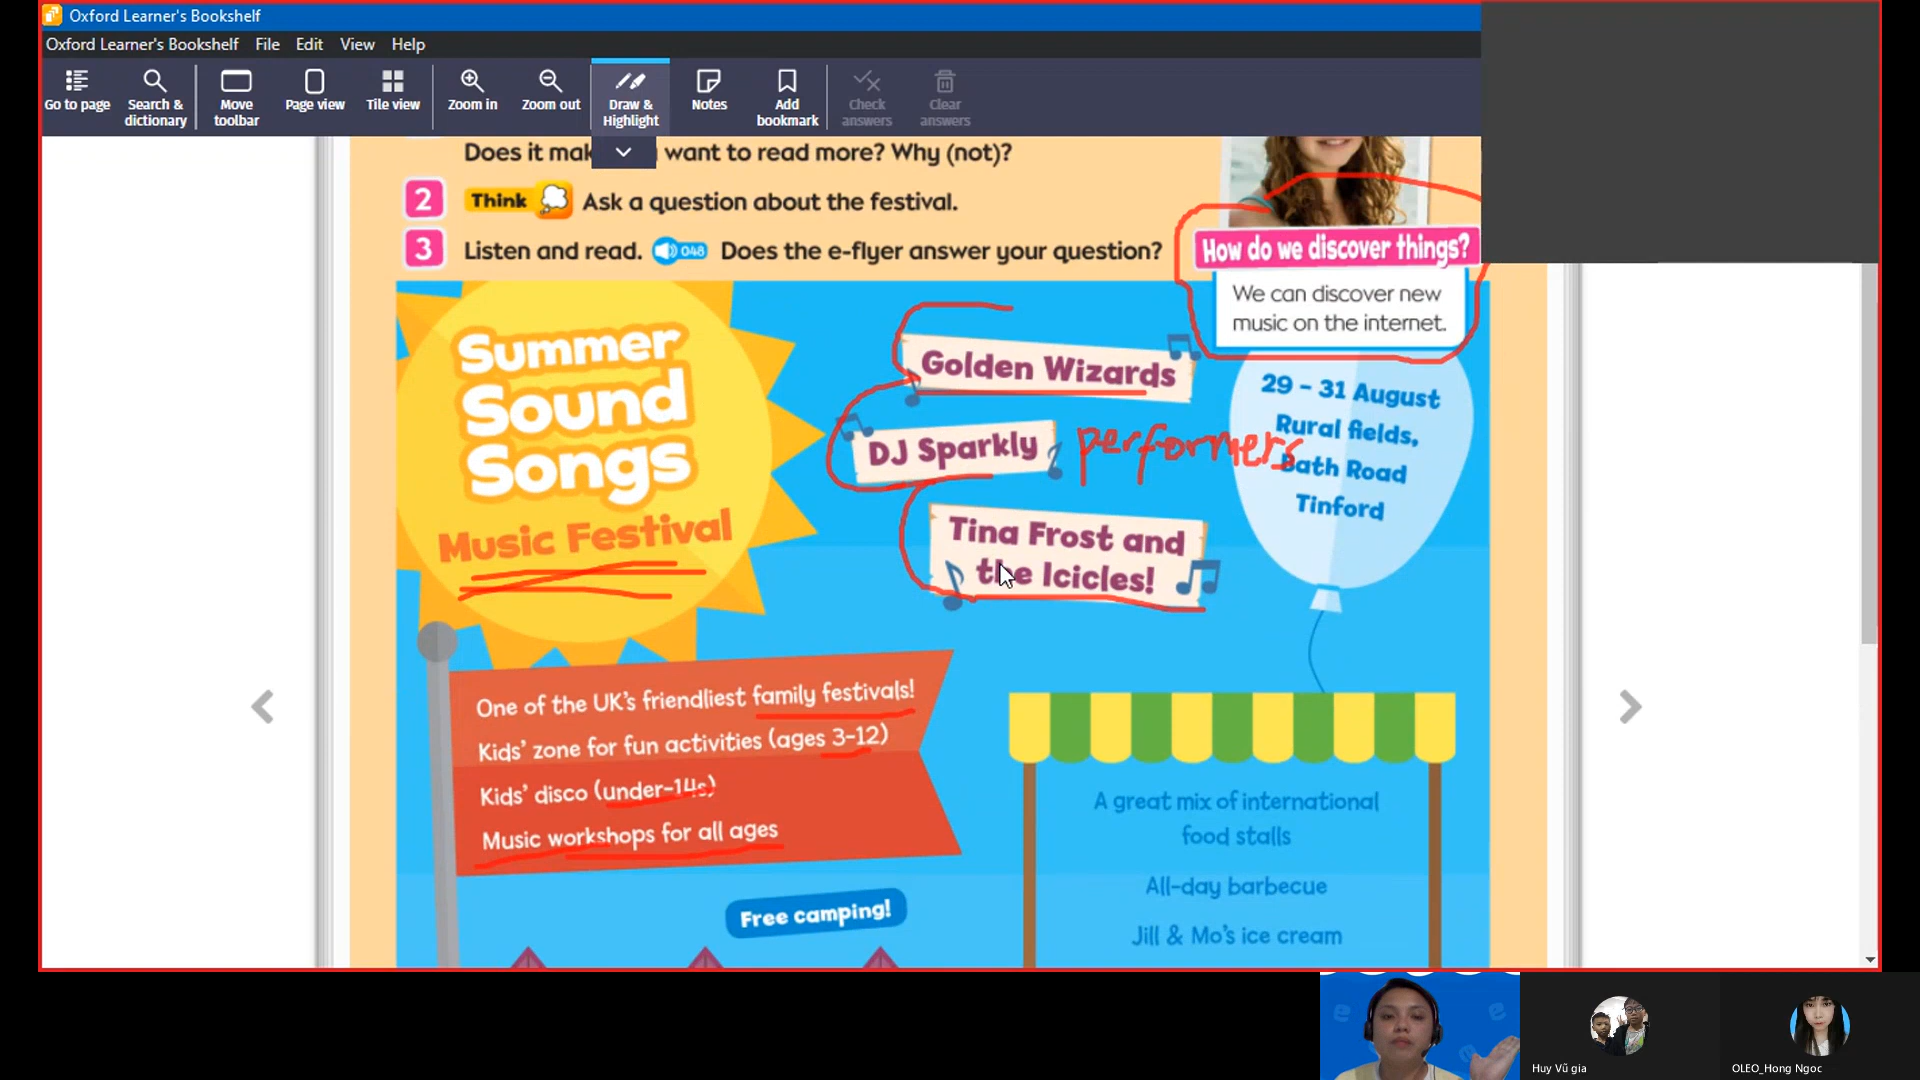 Oxford Learner's Bookshelf
Oxford Learner's Bookshelf File Edit View Help
Go to page
Search & dictionary
Move toolbar
Page view
Tile view
Zoom in
Zoom out
Draw & Highlight
Notes
Add bookmark
Check answers
Clear answers
Does it want to read more? Why (not)?
2 Think Ask a question about the festival.
3 Listen and read. 048 Does the e-flyer answer your question?
How do we discover things?
We can discover new
music on the internet.
Summer
Sound
Songs
Music Festival
Golden Wizards
DJ Sparkly
performers
Tina Frost and
the Icicles!
29 – 31 August
Rural fields,
Bath Road
Tinford
One of the UK's friendliest family festivals!
Kids' zone for fun activities (ages 3–12)
Kids' disco (under-14s)
Music workshops for all ages
Free camping!
A great mix of international
food stalls
All-day barbecue
Jill & Mo's ice cream
Huy Vũ gia
OLEO_Hong Ngoc